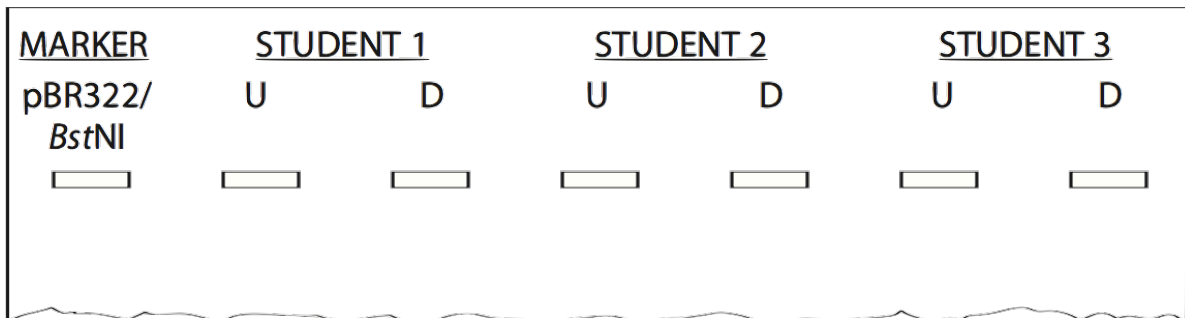 MARKER STUDENT 1 STUDENT 2 STUDENT 3
pBR322/ U D U D U D
BstNI